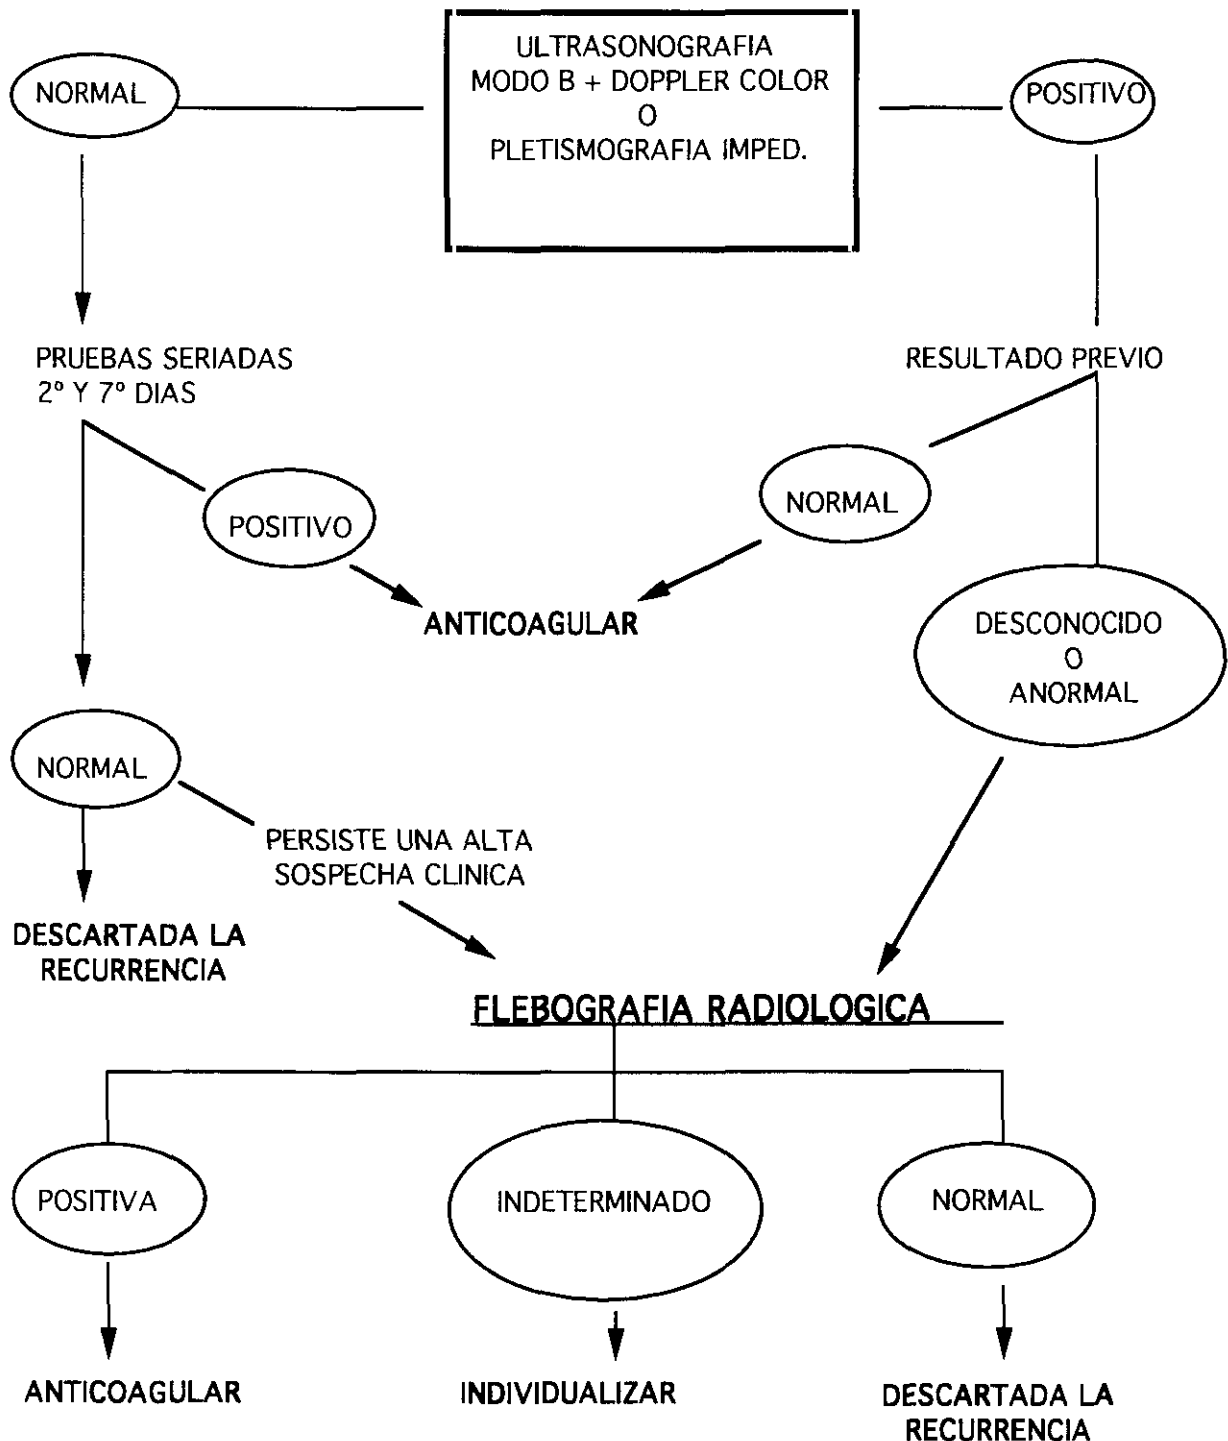 ULTRASONOGRAFIA
MODO B + DOPPLER COLOR
O
PLETISMOGRAFIA IMPED.
NORMAL
POSITIVO
PRUEBAS SERIADAS
2º Y 7º DIAS
RESULTADO PREVIO
POSITIVO
NORMAL
ANTICOAGULAR
DESCONOCIDO
O
ANORMAL
NORMAL
PERSISTE UNA ALTA
SOSPECHA CLINICA
DESCARTADA LA
RECURRENCIA
FLEBOGRAFIA RADIOLOGICA
POSITIVA
INDETERMINADO
NORMAL
ANTICOAGULAR
INDIVIDUALIZAR
DESCARTADA LA
RECURRENCIA